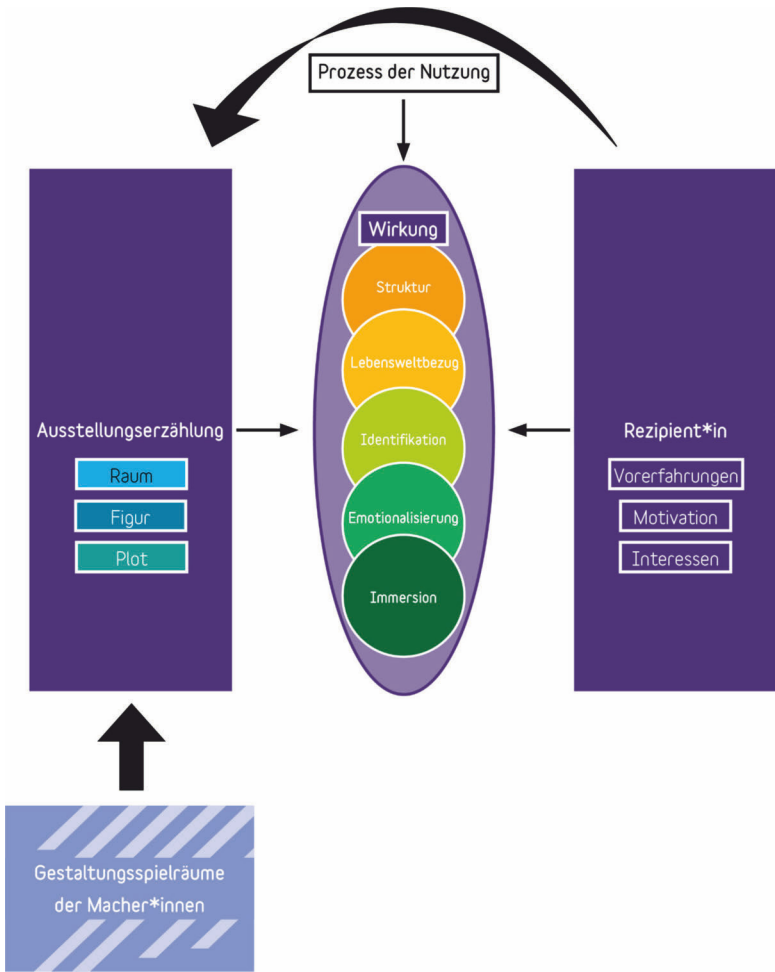 Prozess der Nutzung
Wirkung
Struktur
Lebensweltbezug
Identifikation
Emotionalisierung
Immersion
Ausstellungserzählung
Raum
Figur
Plot
Rezipient*in
Vorerfahrungen
Motivation
Interessen
Gestaltungsspielräume
der Macher*innen